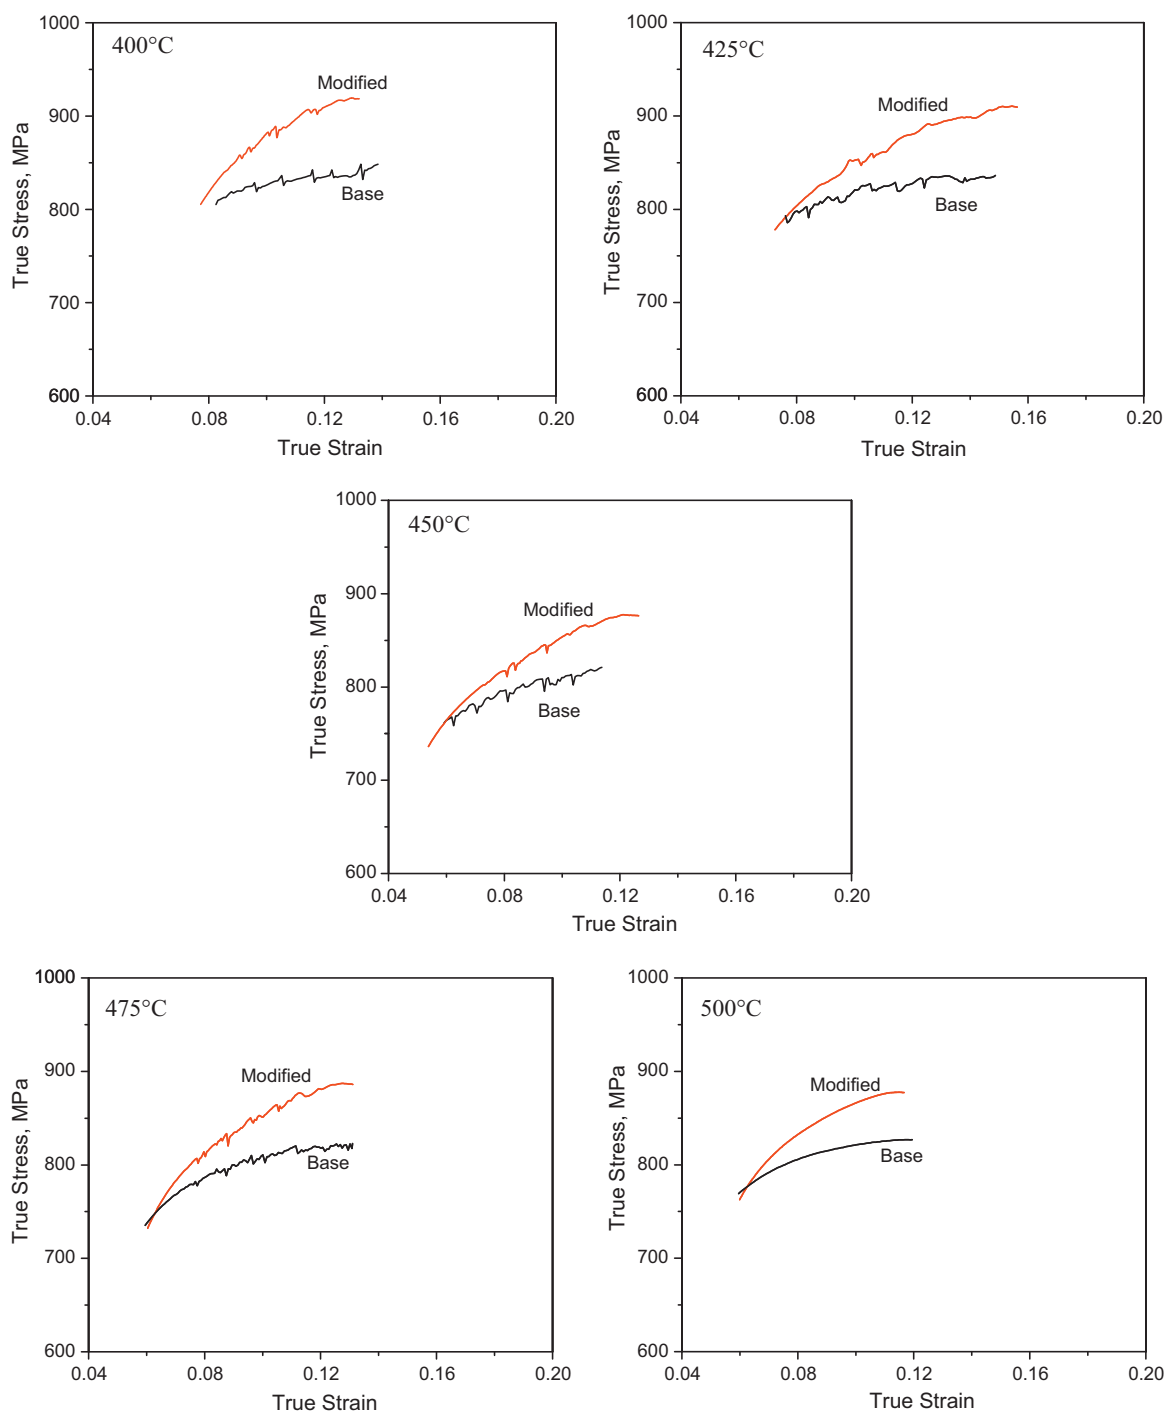 400°C
1000
900
800
700
600
0.04 0.08 0.12 0.16 0.20
True Stress, MPa
True Strain
Modified
Base
425°C
1000
900
800
700
600
0.04 0.08 0.12 0.16 0.20
True Stress, MPa
True Strain
Modified
Base
450°C
1000
900
800
700
600
0.04 0.08 0.12 0.16 0.20
True Stress, MPa
True Strain
Modified
Base
475°C
1000
900
800
700
600
0.04 0.08 0.12 0.16 0.20
True Stress, MPa
True Strain
Modified
Base
500°C
1000
900
800
700
600
0.04 0.08 0.12 0.16 0.20
True Stress, MPa
True Strain
Modified
Base